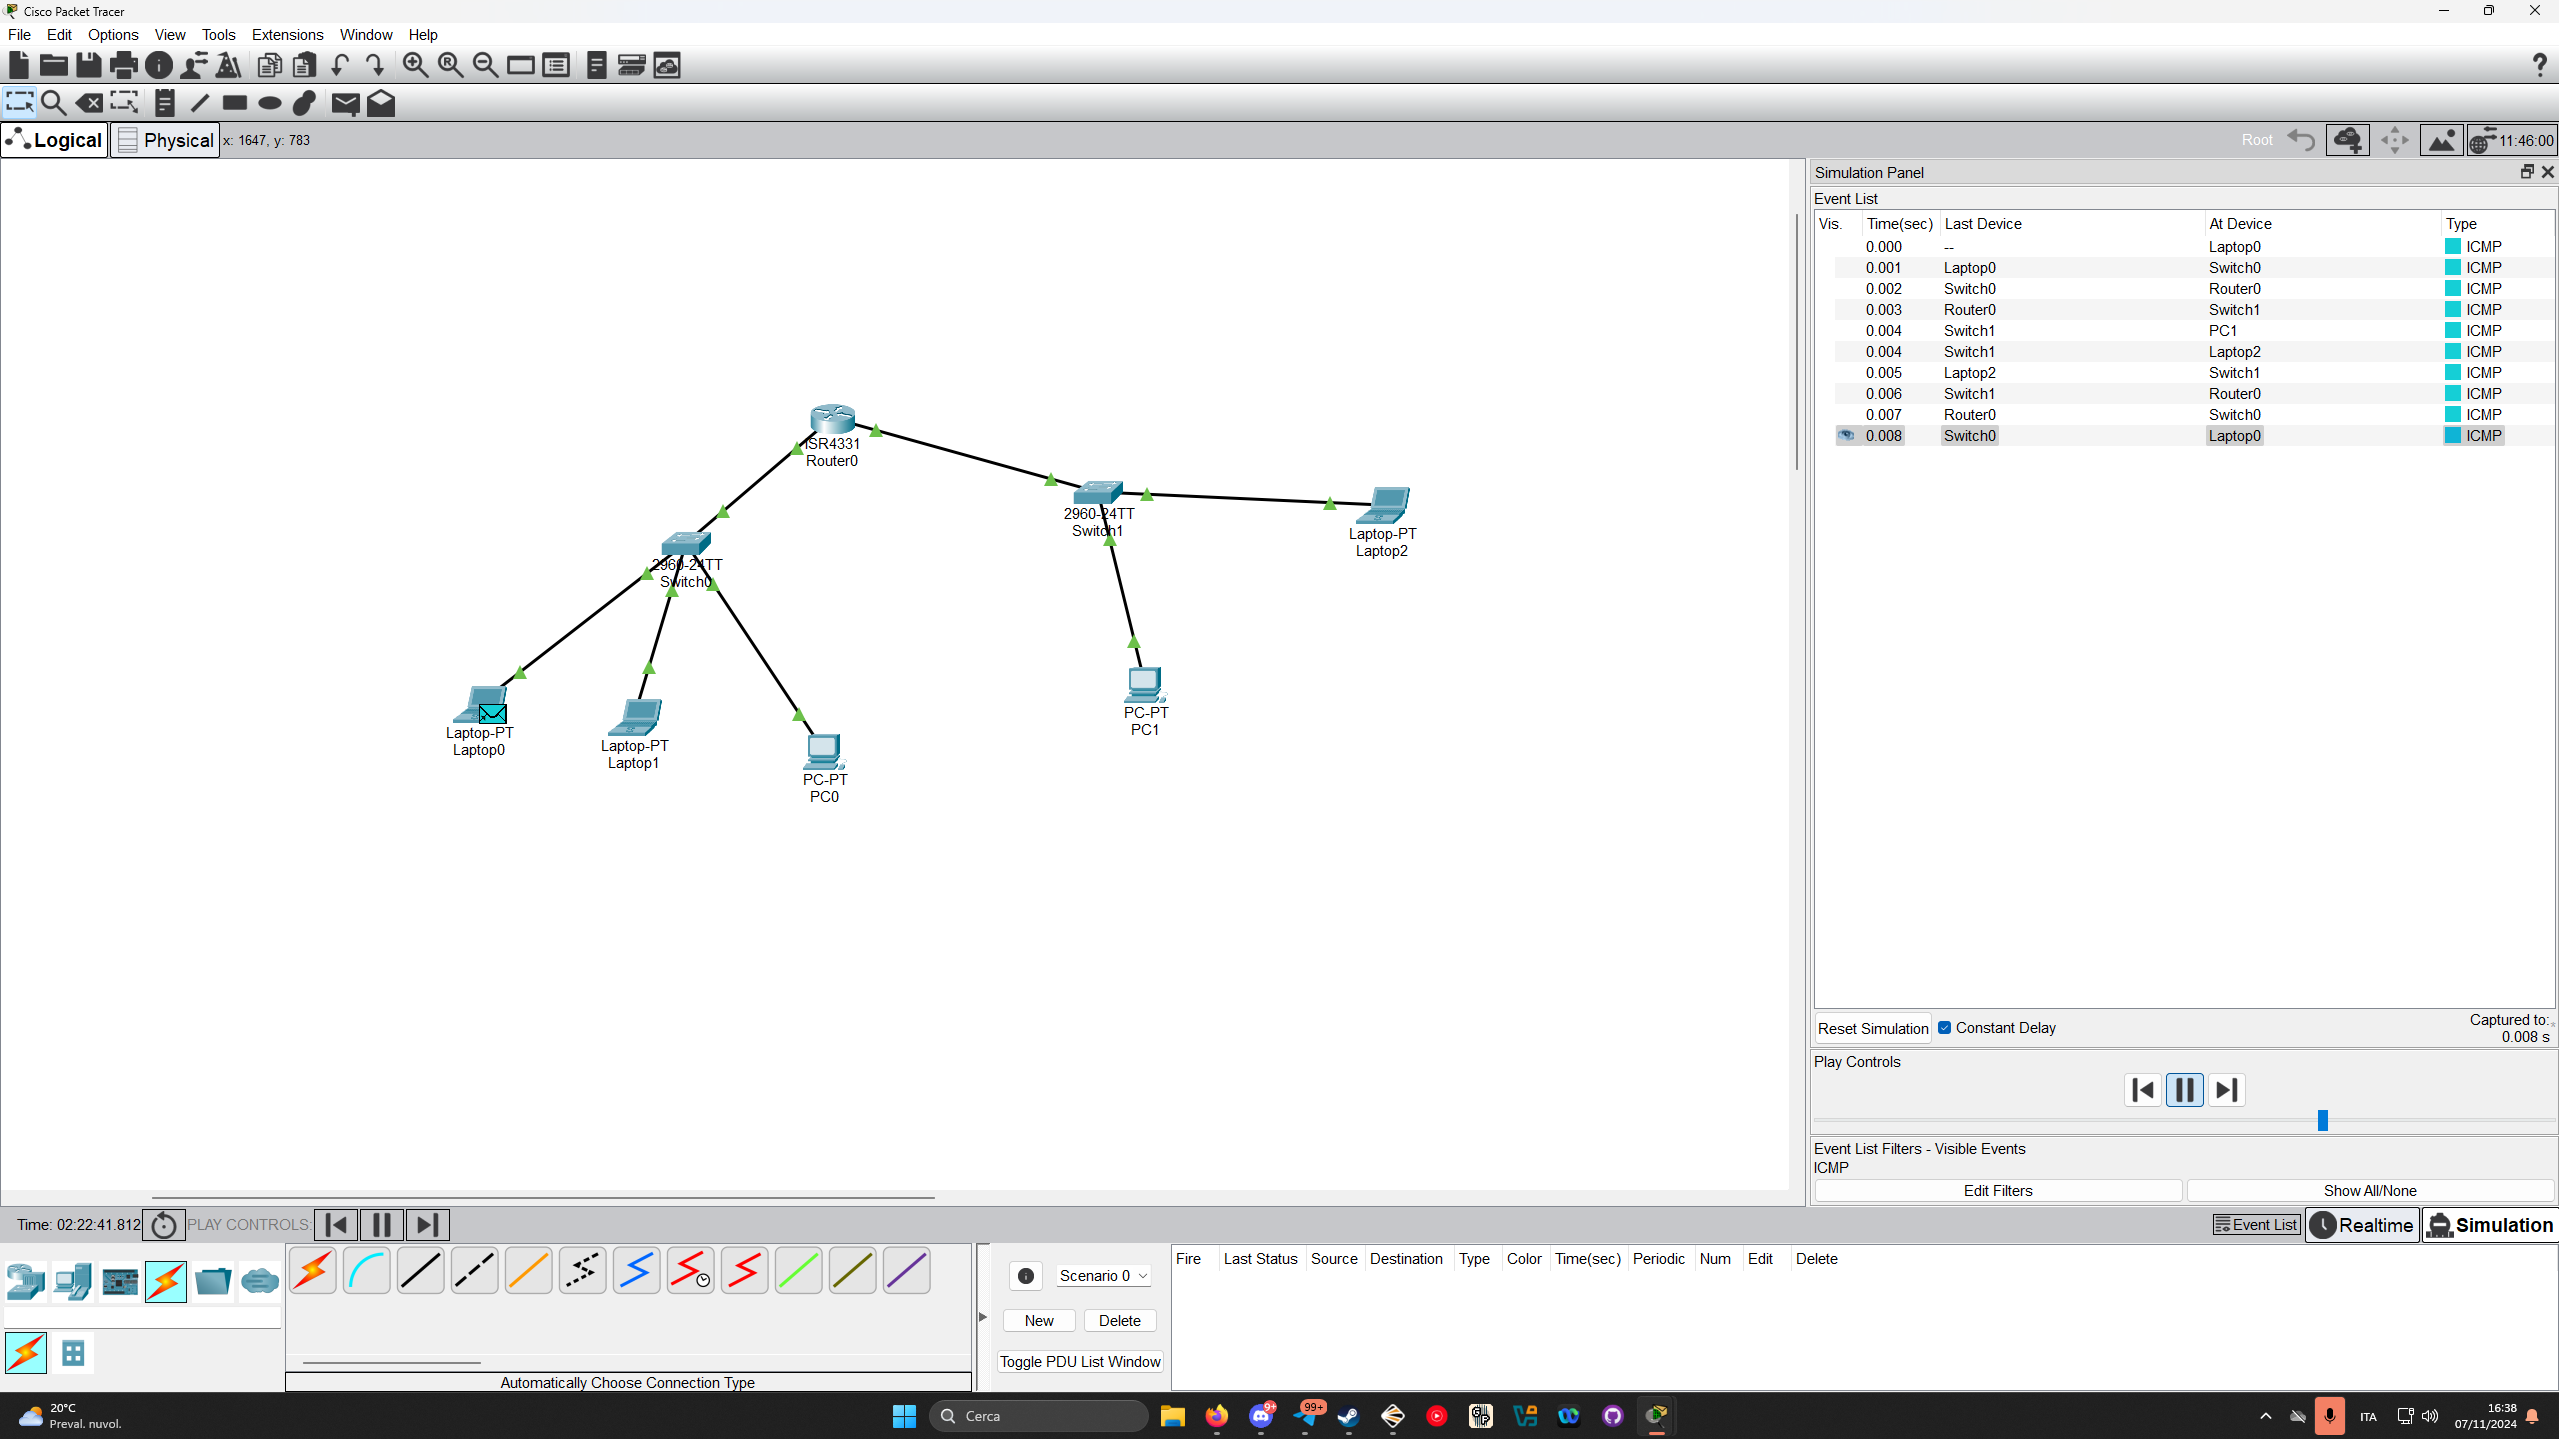 Cisco Packet Tracer
File Edit Options View Tools Extensions Window Help
Logical Physical x: 1647, y: 783 Root 11:46:00
Simulation Panel
Event List
Vis. Time(sec) Last Device At Device Type
0.000 -- Laptop0 ICMP
0.001 Laptop0 Switch0 ICMP
0.002 Switch0 Router0 ICMP
0.003 Router0 Switch1 ICMP
0.004 Switch1 PC1 ICMP
0.004 Switch1 Laptop2 ICMP
0.005 Laptop2 Switch1 ICMP
0.006 Switch1 Router0 ICMP
0.007 Router0 Switch0 ICMP
0.008 Switch0 Laptop0 ICMP
ISR4331
Router0
2960-24TT
Switch1
Laptop-PT
Laptop2
2960-24TT
Switch0
Laptop-PT
Laptop0
Laptop-PT
Laptop1
PC-PT
PC0
PC-PT
PC1
Reset Simulation Constant Delay Captured to:
0.008 s
Play Controls
Event List Filters - Visible Events
ICMP
Edit Filters Show All/None
Time: 02:22:41.812 PLAY CONTROLS: Event List Realtime Simulation
Scenario 0
New Delete
Toggle PDU List Window
Fire Last Status Source Destination Type Color Time(sec) Periodic Num Edit Delete
Automatically Choose Connection Type
20°C
Preval. nuvol.
Cerca
9+
99+
ITA
16:38
07/11/2024